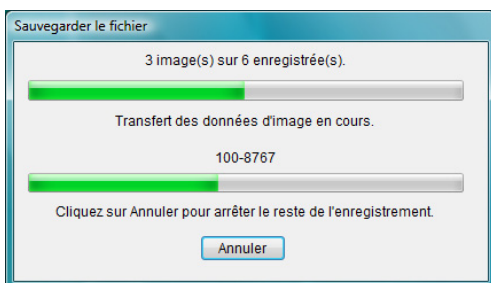 Sauvegarder le fichier
3 image(s) sur 6 enregistrée(s).
Transfert des données d'image en cours.
100-8767
Cliquez sur Annuler pour arrêter le reste de l'enregistrement.
Annuler